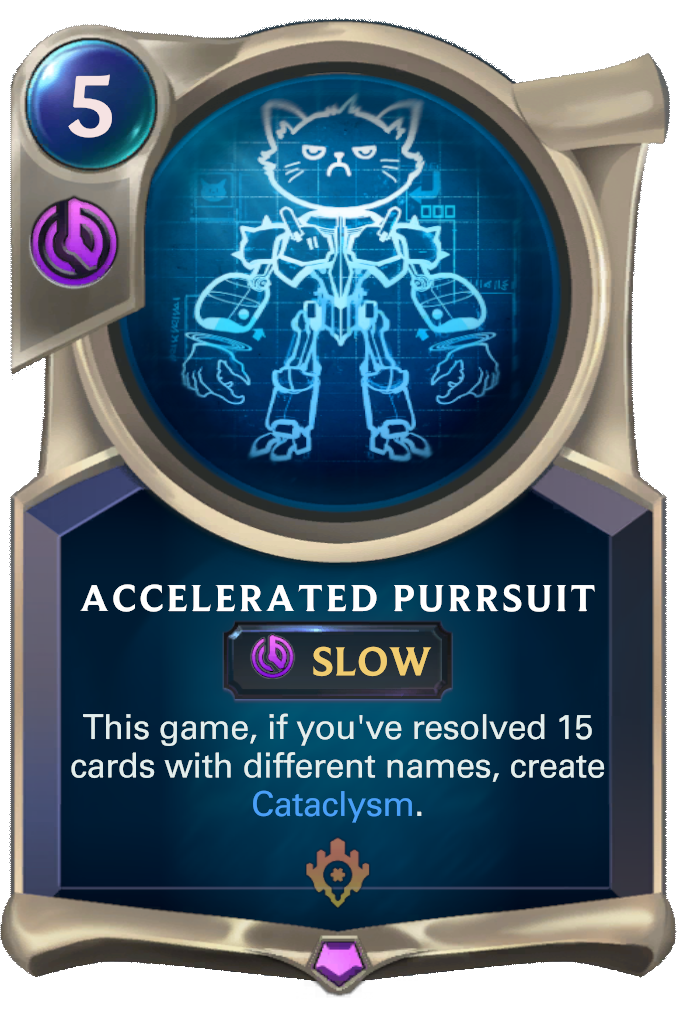 5
ACCELERATED PURRSUIT
SLOW
This game, if you've resolved 15
cards with different names, create
Cataclysm.